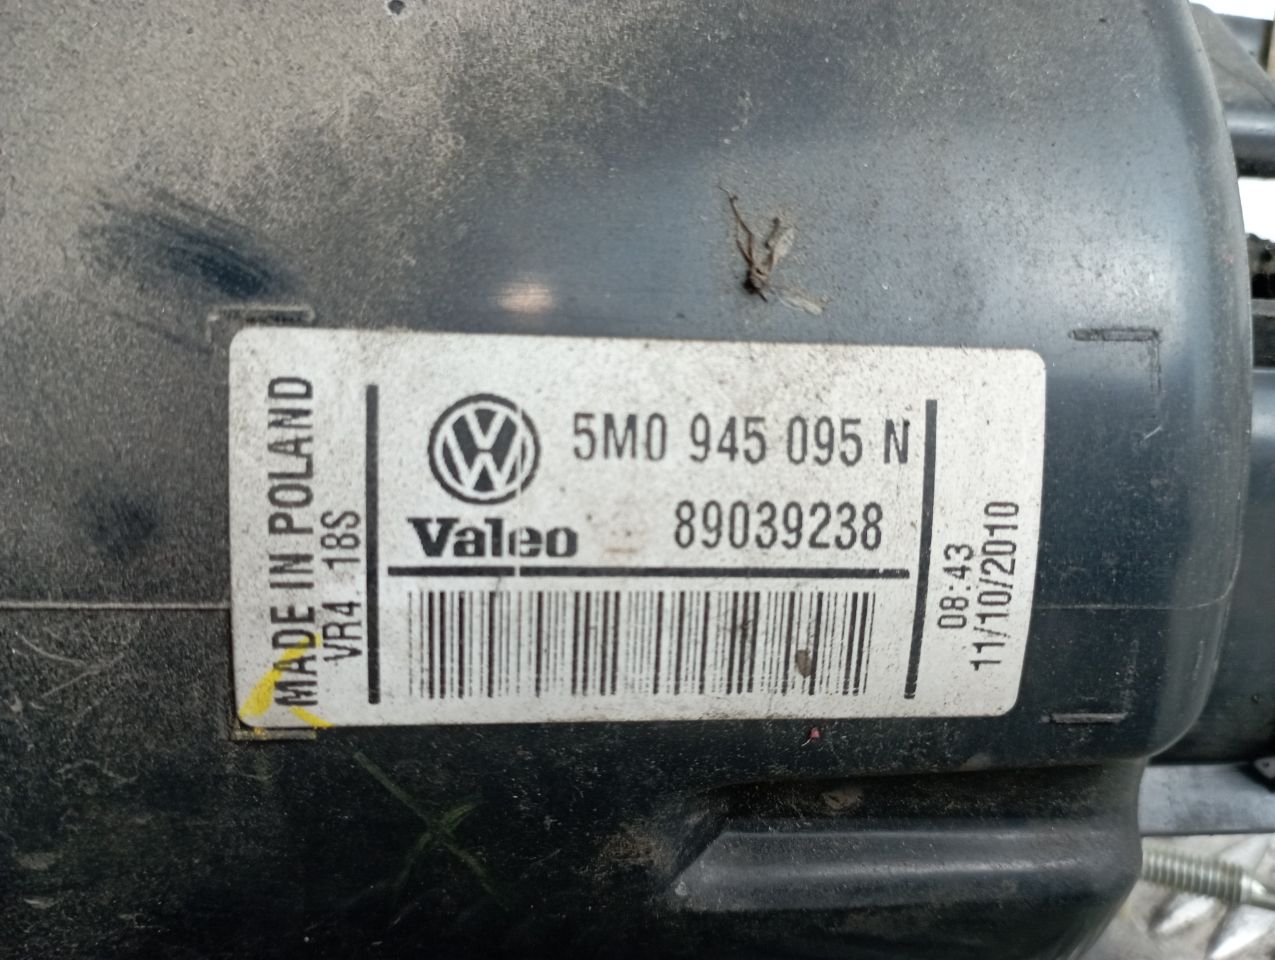 MADE IN POLAND
VR4 18S
5M0 945 095 N
Valeo
89039238
08:43
11/10/2010